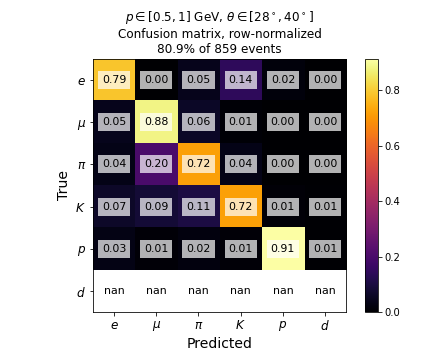 p ∈ [0.5, 1] GeV, θ ∈ [28°, 40°]
Confusion matrix, row-normalized
80.9% of 859 events
True
e 0.79 0.00 0.05 0.14 0.02 0.00
μ 0.05 0.88 0.06 0.01 0.00 0.00
π 0.04 0.20 0.72 0.04 0.00 0.00
K 0.07 0.09 0.11 0.72 0.01 0.01
p 0.03 0.01 0.02 0.01 0.91 0.01
d nan nan nan nan nan nan
e μ π K p d
Predicted
0.8
0.6
0.4
0.2
0.0